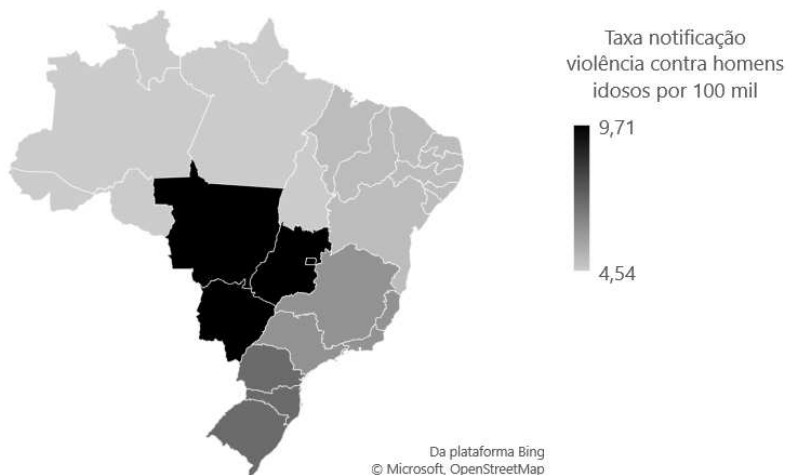 Taxa notificação
violência contra homens
idosos por 100 mil
9,71
4,54
Da plataforma Bing
© Microsoft, OpenStreetMap